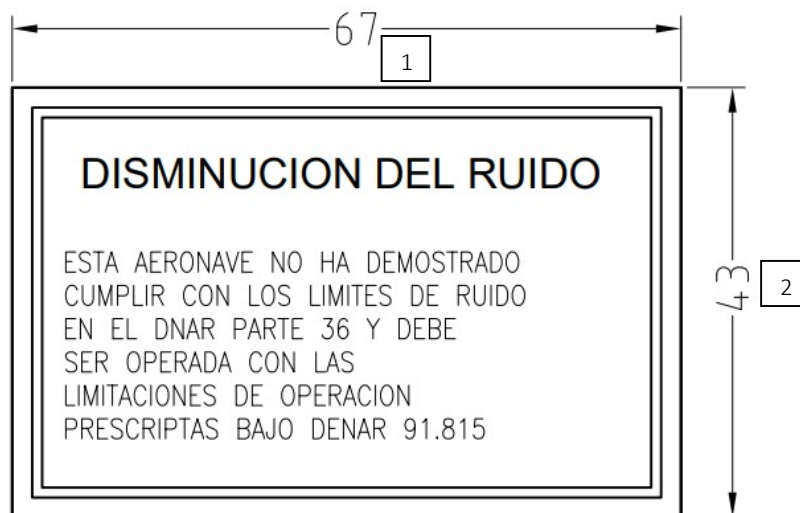 67
1
DISMINUCION DEL RUIDO
ESTA AERONAVE NO HA DEMOSTRADO
CUMPLIR CON LOS LIMITES DE RUIDO
EN EL DNAR PARTE 36 Y DEBE
SER OPERADA CON LAS
LIMITACIONES DE OPERACION
PRESCRIPTAS BAJO DENAR 91.815
43
2